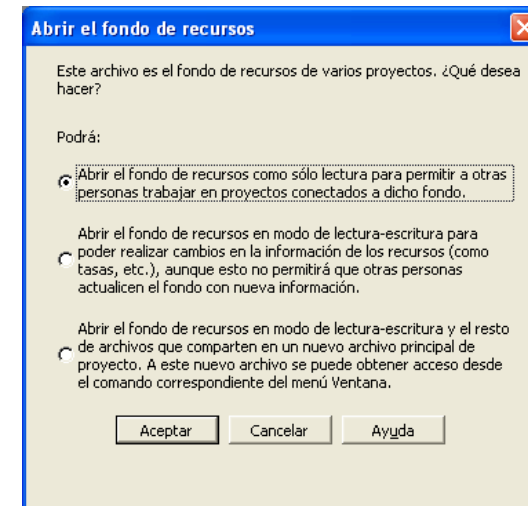 Abrir el fondo de recursos
Este archivo es el fondo de recursos de varios proyectos. ¿Qué desea
hacer?
Podrá:
Abrir el fondo de recursos como sólo lectura para permitir a otras
personas trabajar en proyectos conectados a dicho fondo.
Abrir el fondo de recursos en modo de lectura-escritura para
poder realizar cambios en la información de los recursos (como
tasas, etc.), aunque esto no permitirá que otras personas
actualicen el fondo con nueva información.
Abrir el fondo de recursos en modo de lectura-escritura y el resto
de archivos que comparten en un nuevo archivo principal de
proyecto. A este nuevo archivo se puede obtener acceso desde
el comando correspondiente del menú Ventana.
Aceptar Cancelar Ayuda